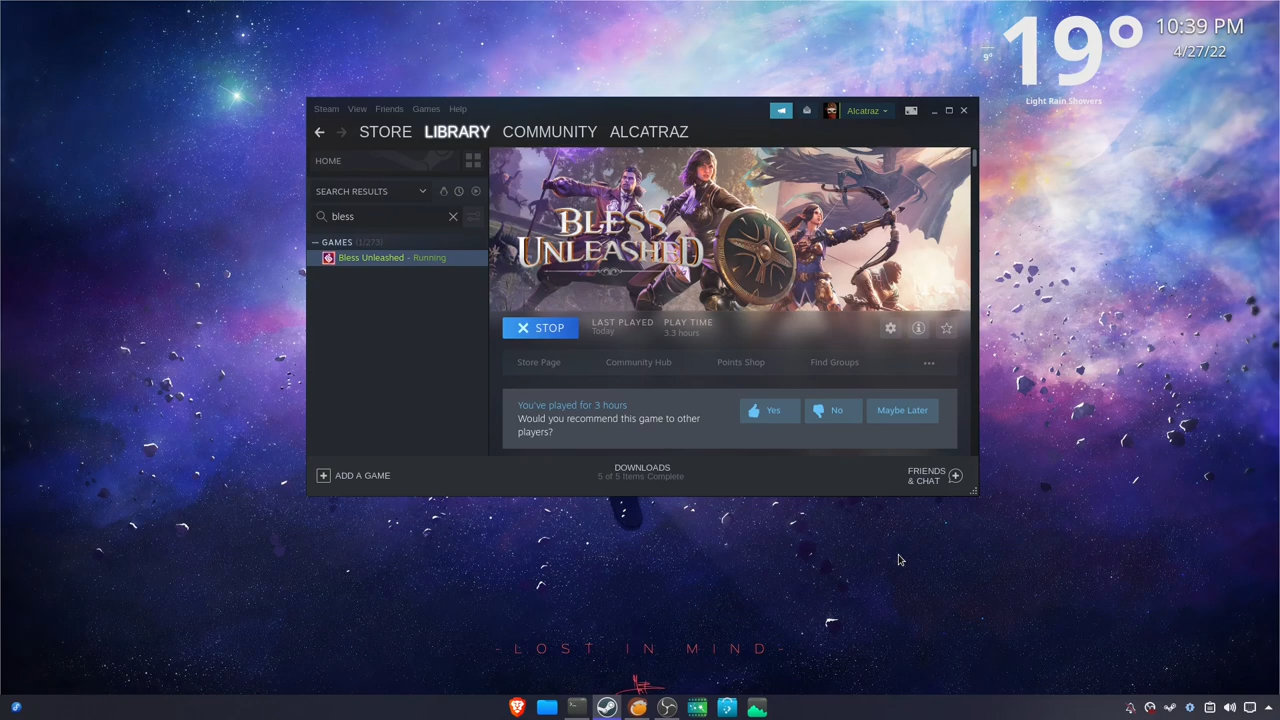 19°
9°
Light Rain Showers
10:39 PM
4/27/22
Steam View Friends Games Help
Alcatraz
STORE LIBRARY COMMUNITY ALCATRAZ
HOME
SEARCH RESULTS
bless
GAMES (1/273)
Bless Unleashed - Running
BLESS
UNLEASHED
STOP
LAST PLAYED
Today
PLAY TIME
3.3 hours
Store Page Community Hub Points Shop Find Groups
You've played for 3 hours
Would you recommend this game to other
players?
Yes No Maybe Later
ADD A GAME
DOWNLOADS
5 of 5 Items Complete
FRIENDS
& CHAT
- LOST IN MIND -